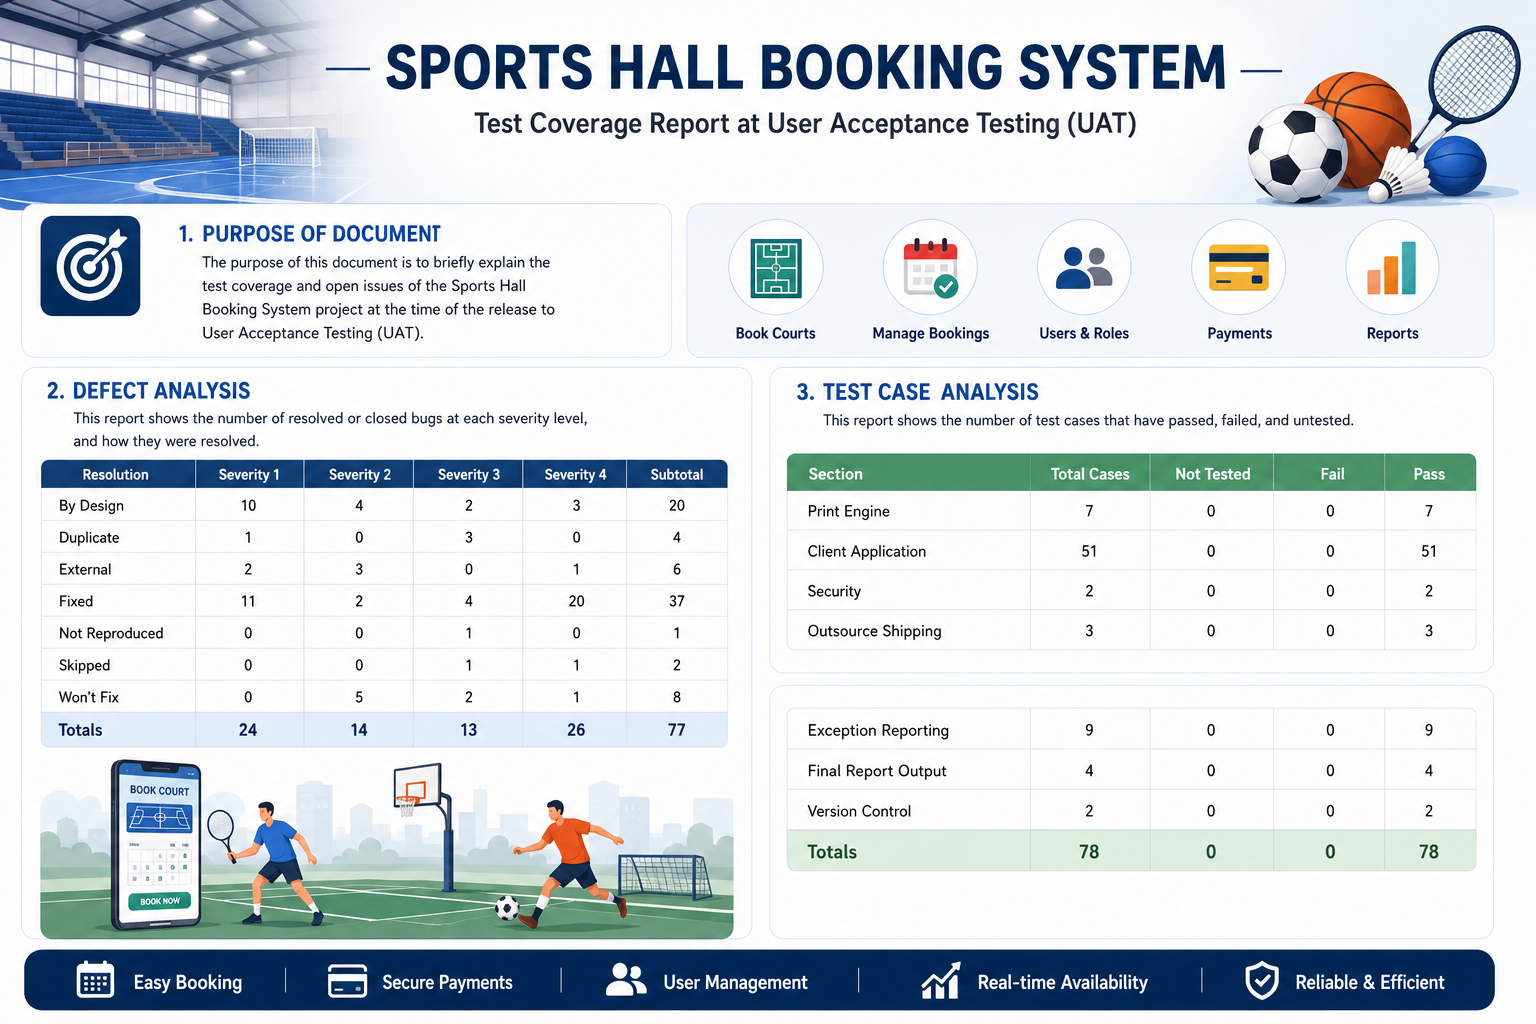 SPORTS HALL BOOKING SYSTEM
Test Coverage Report at User Acceptance Testing (UAT)
1. PURPOSE OF DOCUMENT
The purpose of this document is to briefly explain the
test coverage and open issues of the Sports Hall
Booking System project at the time of the release to
User Acceptance Testing (UAT).
Book Courts Manage Bookings Users & Roles Payments Reports
2. DEFECT ANALYSIS
This report shows the number of resolved or closed bugs at each severity level,
and how they were resolved.
Resolution Severity 1 Severity 2 Severity 3 Severity 4 Subtotal
By Design 10 4 2 3 20
Duplicate 1 0 3 0 4
External 2 3 0 1 6
Fixed 11 2 4 20 37
Not Reproduced 0 0 1 0 1
Skipped 0 0 1 1 2
Won't Fix 0 5 2 1 8
Totals 24 14 13 26 77
BOOK COURT
BOOK NOW
3. TEST CASE ANALYSIS
This report shows the number of test cases that have passed, failed, and untested.
Section Total Cases Not Tested Fail Pass
Print Engine 7 0 0 7
Client Application 51 0 0 51
Security 2 0 0 2
Outsource Shipping 3 0 0 3
Exception Reporting 9 0 0 9
Final Report Output 4 0 0 4
Version Control 2 0 0 2
Totals 78 0 0 78
Easy Booking Secure Payments User Management Real-time Availability Reliable & Efficient